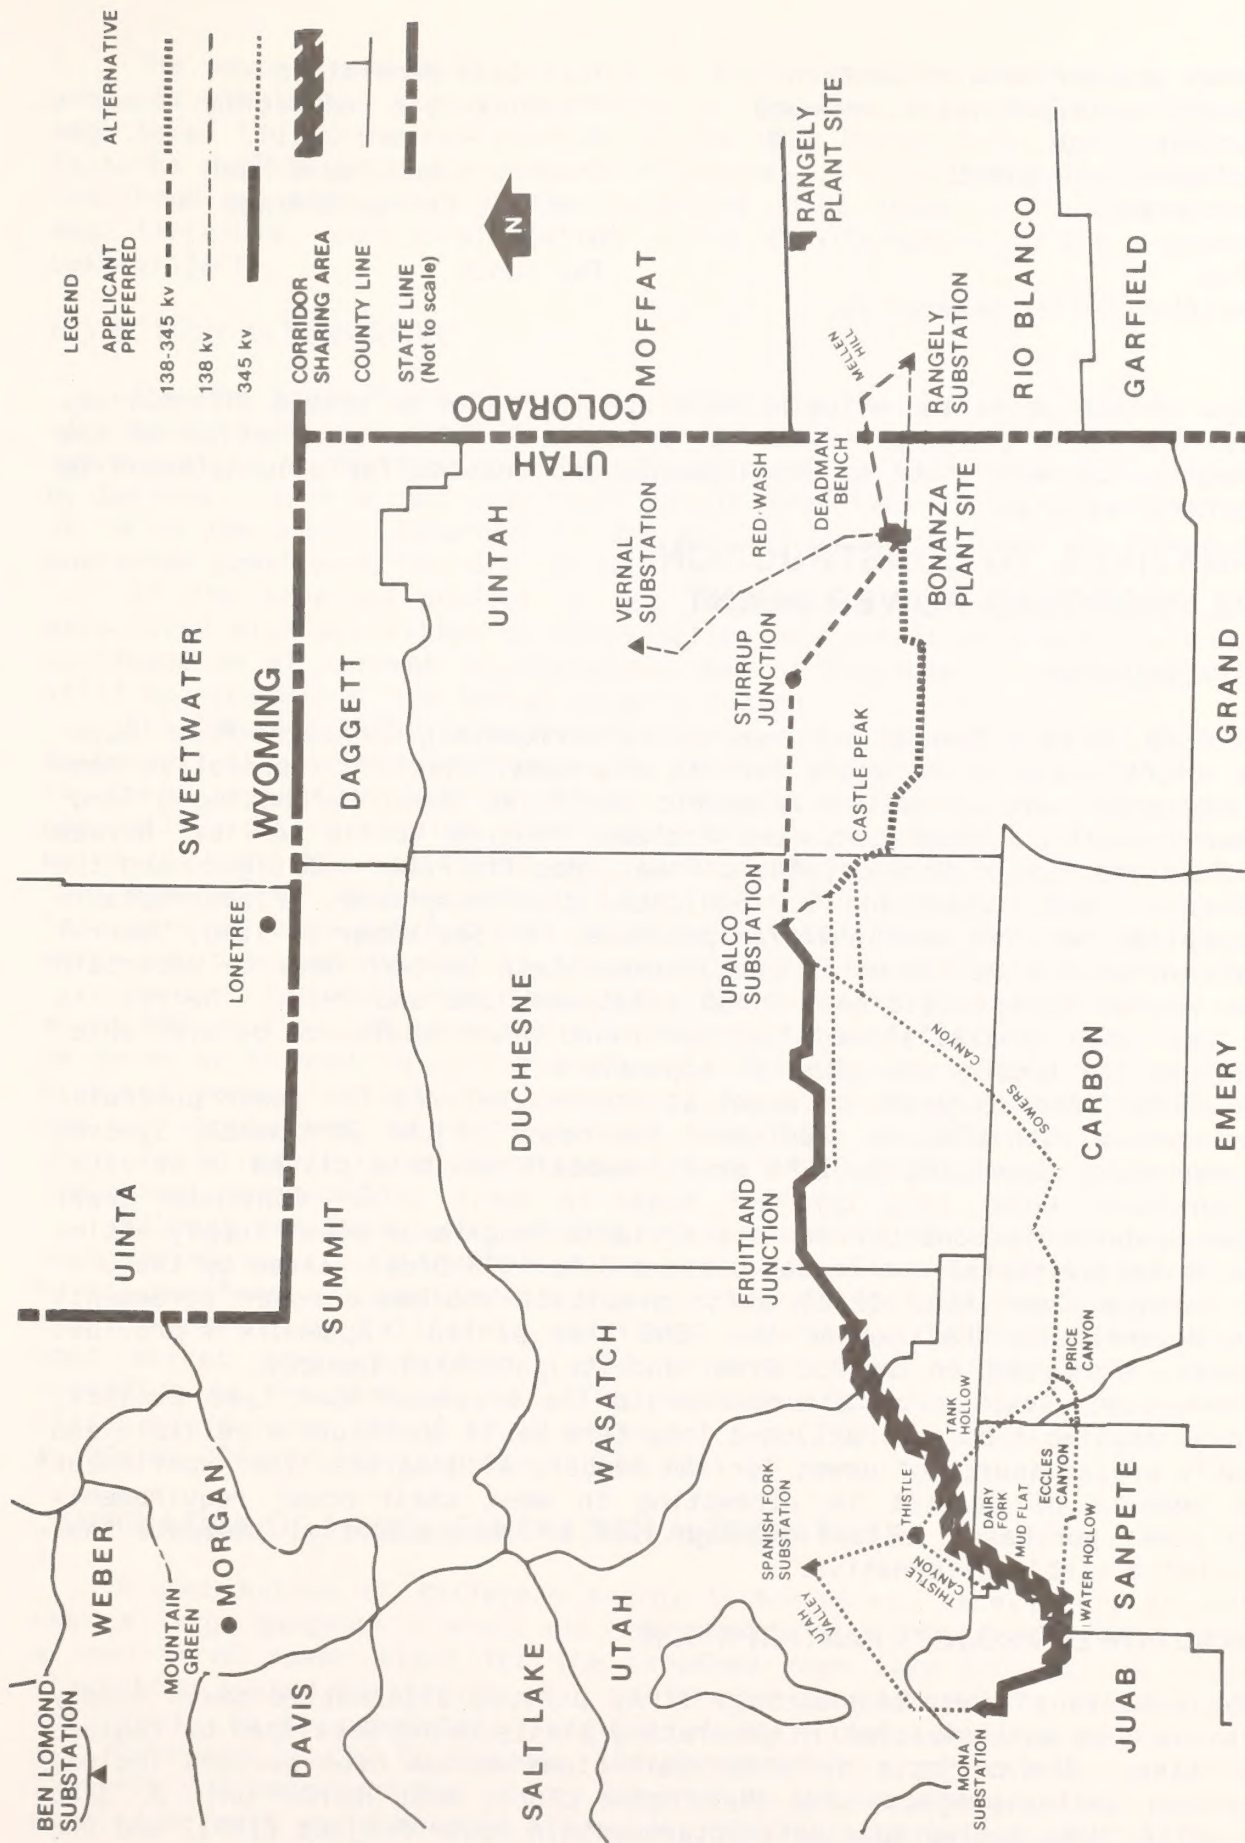 LEGEND
APPLICANT
PREFERRED
ALTERNATIVE
138-345 kv
138 kv
345 kv
CORRIDOR
SHARING AREA
COUNTY LINE
STATE LINE
(Not to scale)
N
BEN LOMOND
SUBSTATION
WEBER
MOUNTAIN
GREEN
MORGAN
DAVIS
SALT LAKE
UTAH
SUMMIT
UINTA
LONETREE
SWEETWATER
WYOMING
DAGGETT
DUCHESNE
UINTAH
UTAH
COLORADO
MOFFAT
WASATCH
VERNAL
SUBSTATION
RED-WASH
DEADMAN
BENCH
MELLEN
HILL
RANGELY
PLANT SITE
RANGELY
SUBSTATION
BONANZA
PLANT SITE
STIRRUP
JUNCTION
CASTLE PEAK
UPALCO
SUBSTATION
FRUITLAND
JUNCTION
SOWERS
CANYON
SPANISH FORK
SUBSTATION
THISTLE
TANK
HOLLOW
THISTLE
CANYON
UTAH
VALLEY
DAIRY
FORK
MUD FLAT
ECCLES
CANYON
PRICE
CANYON
WATER HOLLOW
MONA
SUBSTATION
JUAB
SANPETE
CARBON
EMERY
GRAND
RIO BLANCO
GARFIELD